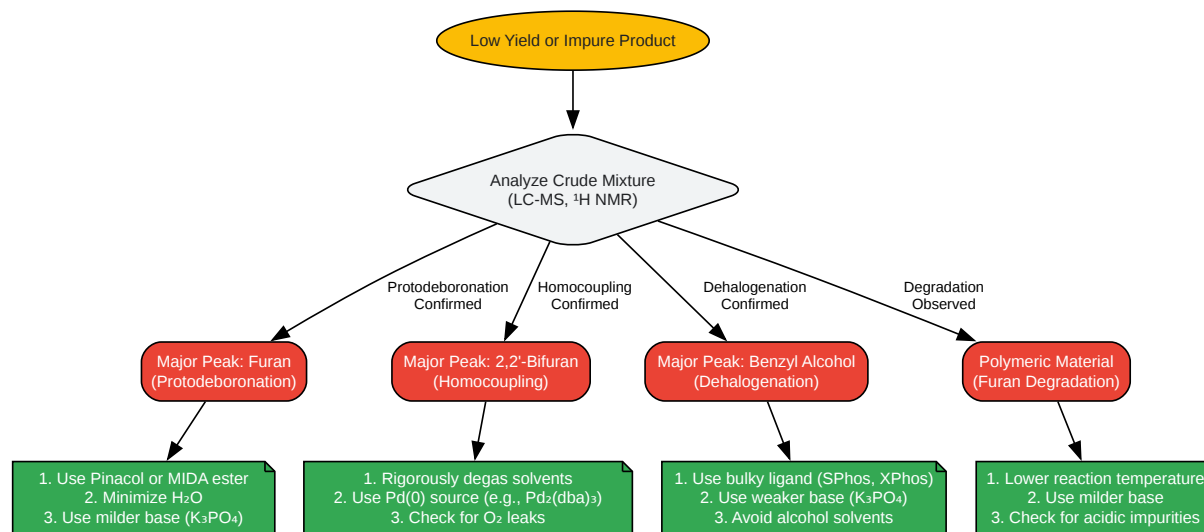 Low Yield or Impure Product
Analyze Crude Mixture
(LC-MS, ¹H NMR)
Protodeboronation
Confirmed
Homocoupling
Confirmed
Dehalogenation
Confirmed
Degradation
Observed
Major Peak: Furan
(Protodeboronation)
Major Peak: 2,2'-Bifuran
(Homocoupling)
Major Peak: Benzyl Alcohol
(Dehalogenation)
Polymeric Material
(Furan Degradation)
1. Use Pinacol or MIDA ester
2. Minimize H₂O
3. Use milder base (K₃PO₄)
1. Rigorously degas solvents
2. Use Pd(0) source (e.g., Pd₂(dba)₃)
3. Check for O₂ leaks
1. Use bulky ligand (SPhos, XPhos)
2. Use weaker base (K₃PO₄)
3. Avoid alcohol solvents
1. Lower reaction temperature
2. Use milder base
3. Check for acidic impurities